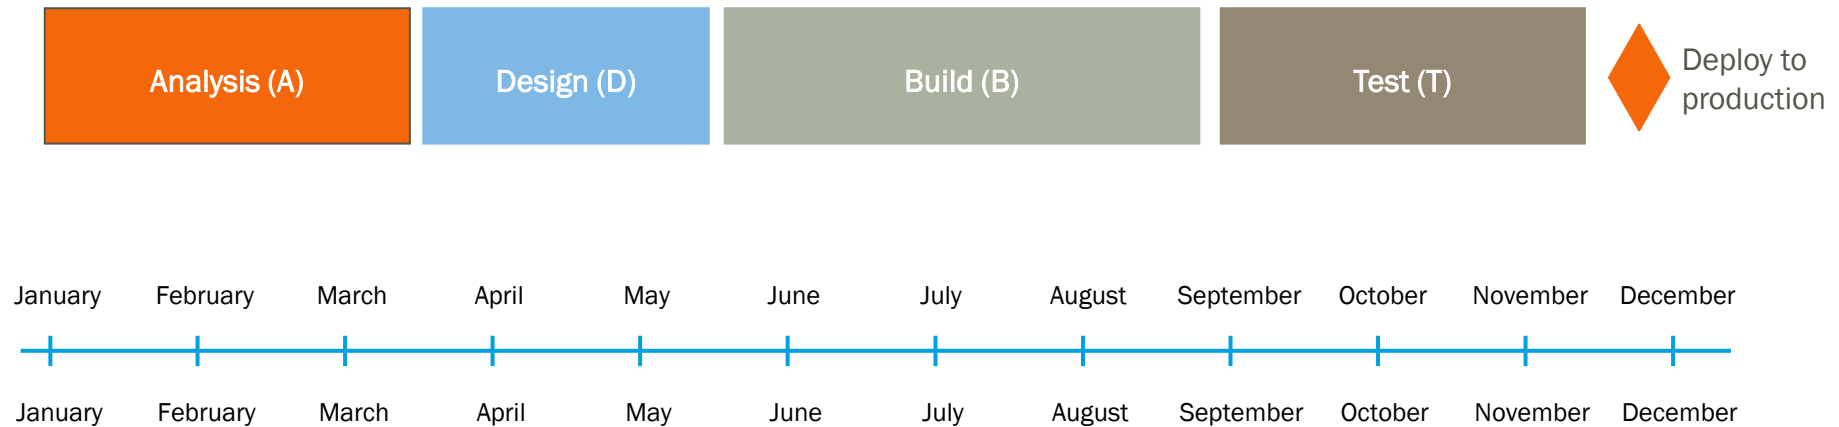 Analysis (A)
Design (D)
Build (B)
Test (T)
Deploy to
production
January February March April May June July August September October November December
January February March April May June July August September October November December